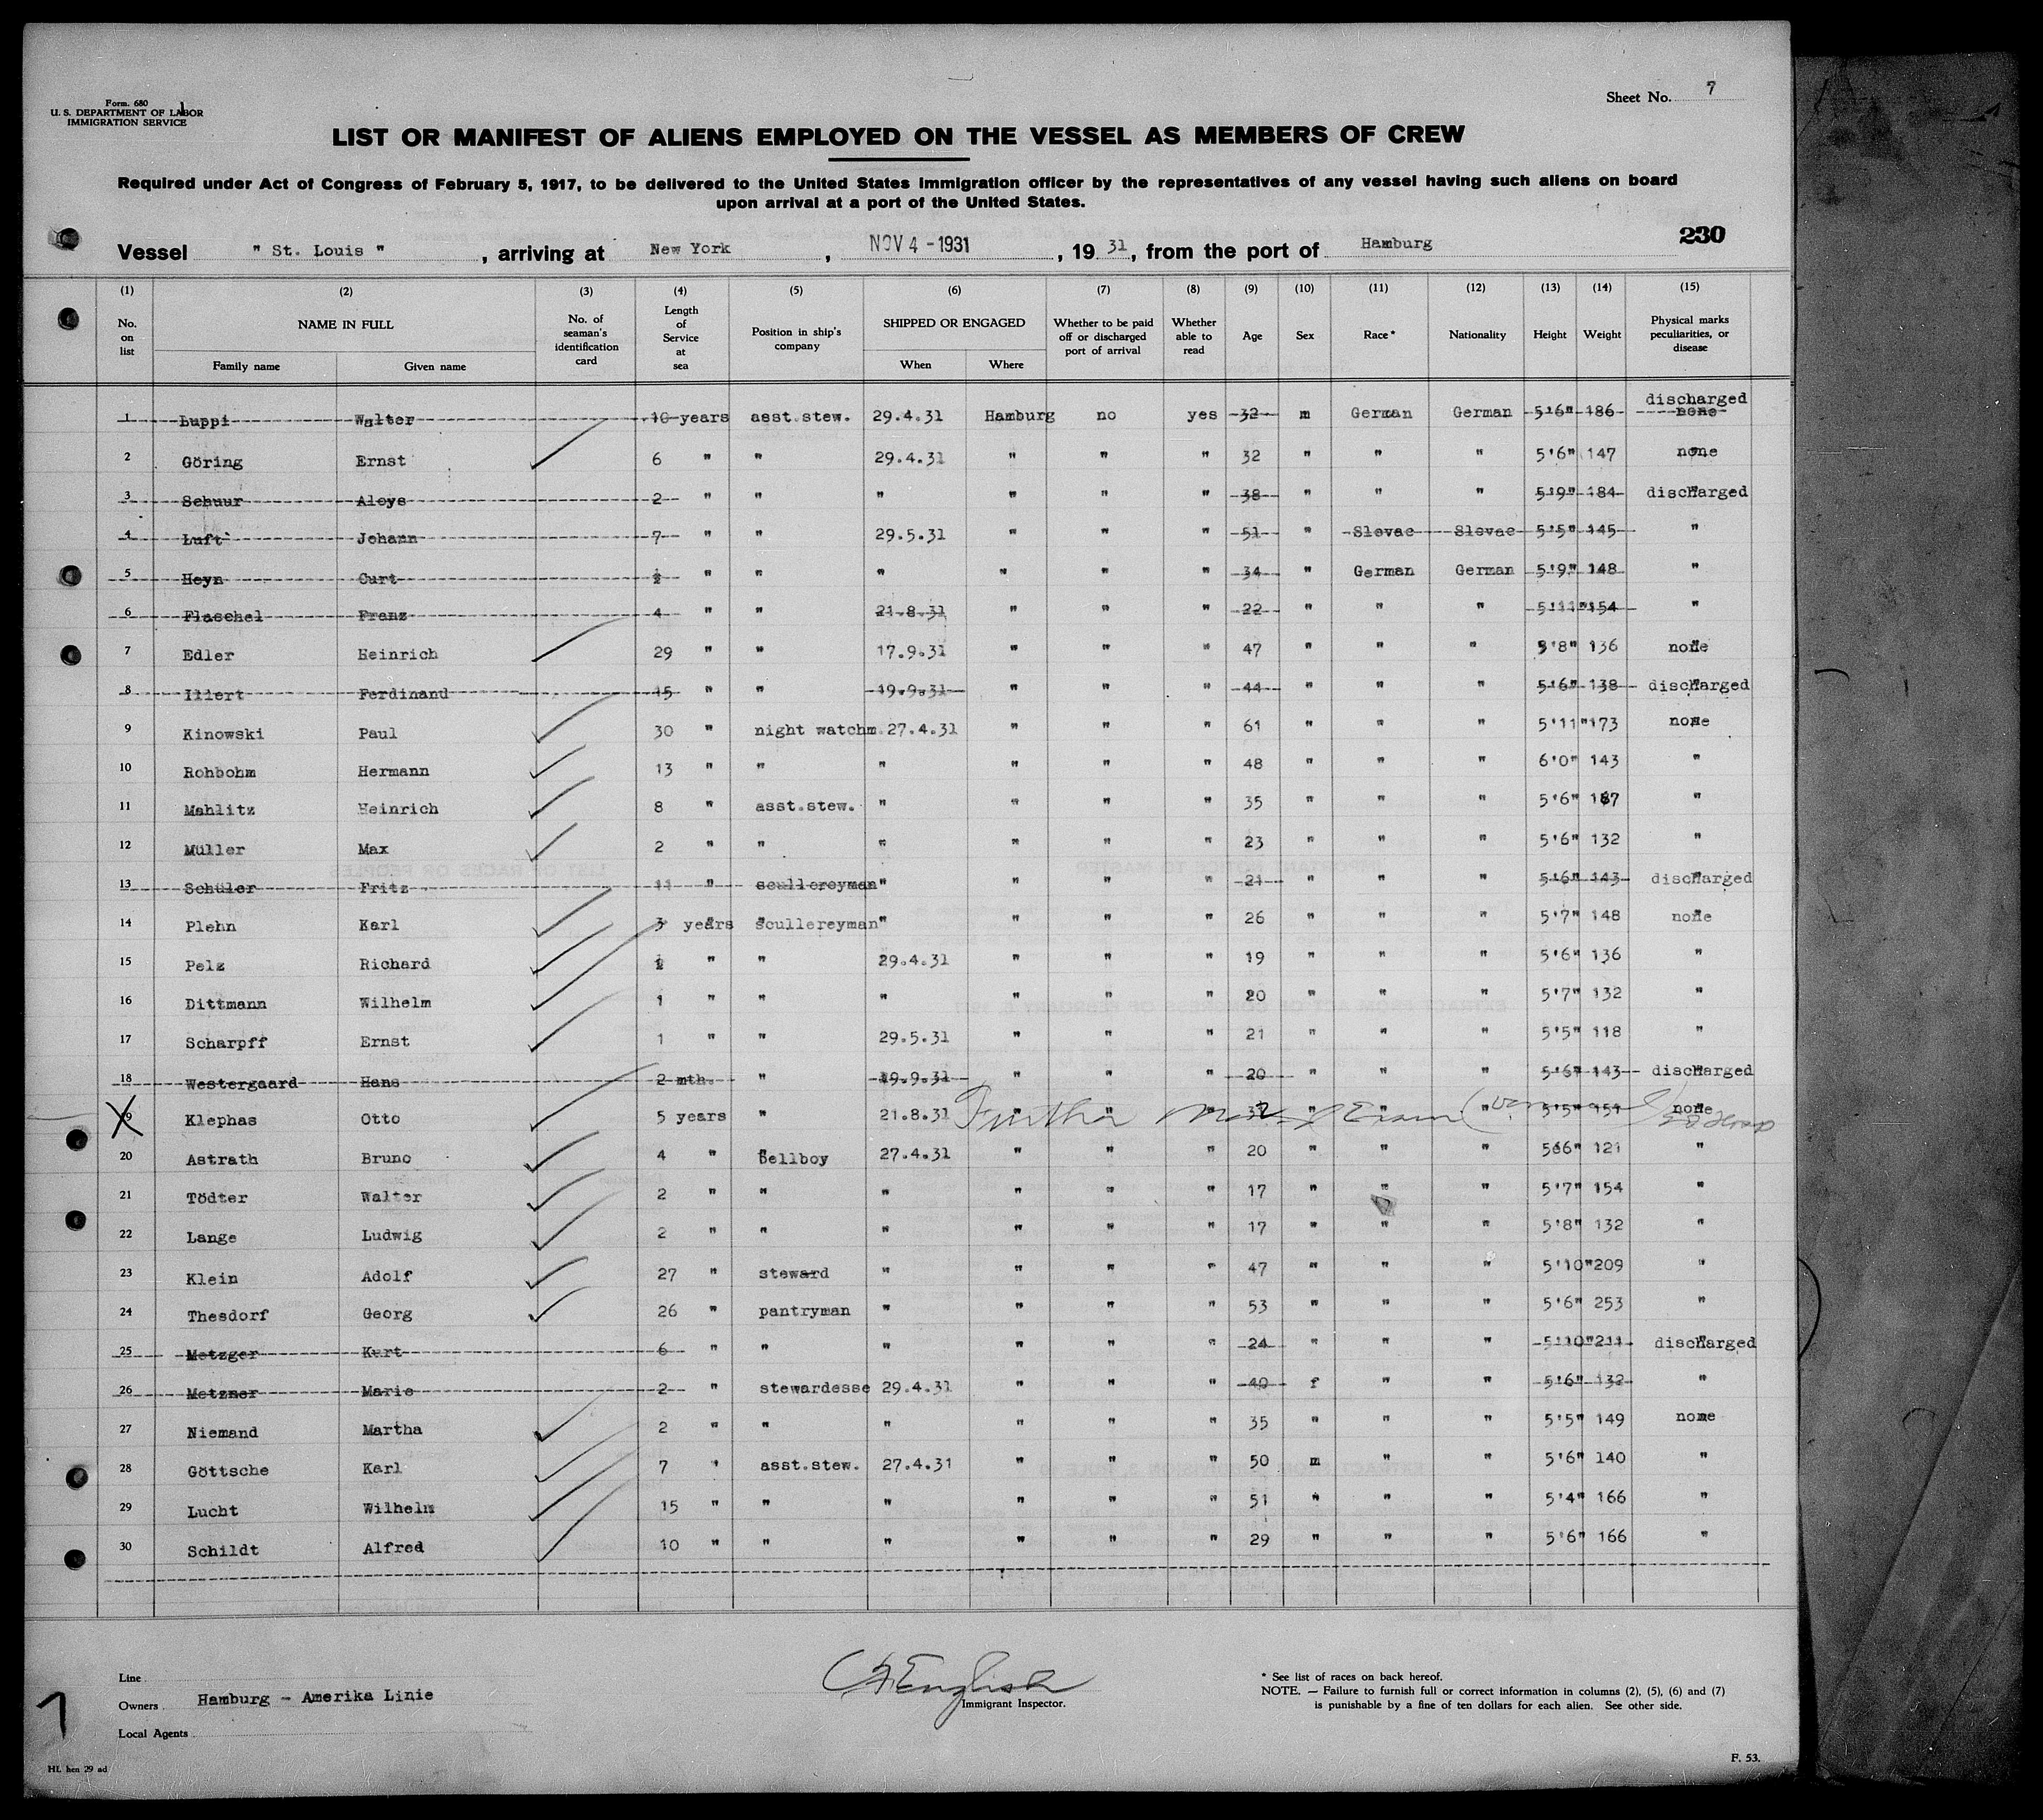 Form. 680
U. S. DEPARTMENT OF LABOR
IMMIGRATION SERVICE
Sheet No. 7
LIST OR MANIFEST OF ALIENS EMPLOYED ON THE VESSEL AS MEMBERS OF CREW
Required under Act of Congress of February 5, 1917, to be delivered to the United States immigration officer by the representatives of any vessel having such aliens on board
upon arrival at a port of the United States.
230
Vessel " St. Louis ", arriving at New York, NOV 4 - 1931, 19 31, from the port of Hamburg
(1) (2) (3) (4) (5) (6) (7) (8) (9) (10) (11) (12) (13) (14) (15)
No. on list NAME IN FULL Family name Given name No. of seaman's identification card Length of Service at sea Position in ship's company SHIPPED OR ENGAGED When Where Whether to be paid off or discharged port of arrival Whether able to read Age Sex Race * Nationality Height Weight Physical marks peculiarities, or disease
1 Luppi Walter 10 years asst.stew. 29.4.31 Hamburg no yes 32 m German German 5'6" 186 none discharged
2 Göring Ernst 6 " " 29.4.31 " " " 32 " " " 5'6" 147 none
3 Schuur Aloys 2 " " " " " " 38 " " " 5'9" 184 discharged
4 Luft Johann 7 " " 29.5.31 " " " 51 " Slovac Slovac 5'5" 145 "
5 Heyn Curt ½ " " " " " " 34 " German German 5'9" 148 "
6 Flaschel Franz 4 " " 21.8.31 " " " 22 " " " 5'11" 154 "
7 Edler Heinrich 29 " " 17.9.31 " " " 47 " " " 5'8" 136 none
8 Illert Ferdinand 15 " " 19.9.31 " " " 44 " " " 5'6" 138 discharged
9 Kinowski Paul 30 " night watchm. 27.4.31 " " " 61 " " " 5'11" 173 none
10 Rohbohm Hermann 13 " " " " " " 48 " " " 6'0" 143 "
11 Mahlitz Heinrich 8 " asst.stew. " " " " 35 " " " 5'6" 187 "
12 Müller Max 2 " " " " " " 23 " " " 5'6" 132 "
13 Schüler Fritz 11 " scullereyman " " " " 21 " " " 5'6" 143 discharged
14 Plehn Karl 3 years scullereyman " " " " 26 " " " 5'7" 148 none
15 Pelz Richard ½ " " 29.4.31 " " " 19 " " " 5'6" 136 "
16 Dittmann Wilhelm 1 " " " " " " 20 " " " 5'7" 132 "
17 Scharpff Ernst 1 " " 29.5.31 " " " 21 " " " 5'5" 118 "
18 Westergaard Hans 2 mth. " 19.9.31 " " " 20 " " " 5'6" 143 discharged
19 Klephas Otto 5 years " 21.8.31 " " " 37 " " " 5'5" 151 none
Further Exam
20 Astrath Bruno 4 " Bellboy 27.4.31 " " " 20 " " " 566" 121 "
21 Tödter Walter 2 " " " " " " 17 " " " 5'7" 154 "
22 Lange Ludwig 2 " " " " " " 17 " " " 5'8" 132 "
23 Klein Adolf 27 " steward " " " " 47 " " " 5'10" 209 "
24 Thesdorf Georg 26 " pantryman " " " " 53 " " " 5'6" 253 "
25 Metzger Kurt 6 " " " " " " 24 " " " 5'10" 211 discharged
26 Metzner Marie 2 " stewardesse 29.4.31 " " " 40 f " " 5'6" 132 "
27 Niemand Martha 2 " " " " " " 35 " " " 5'5" 149 none
28 Göttsche Karl 7 " asst.stew. 27.4.31 " " " 50 m " " 5'6" 140 "
29 Lucht Wilhelm 15 " " " " " " 51 " " " 5'4" 166 "
30 Schildt Alfred 10 " " " " " " 29 " " " 5'6" 166 "
Line
Owners Hamburg - Amerika Linie
Local Agents
English
Immigrant Inspector.
* See list of races on back hereof.
NOTE. — Failure to furnish full or correct information in columns (2), (5), (6) and (7)
is punishable by a fine of ten dollars for each alien. See other side.
7
HL hen 29 ad
F. 53.